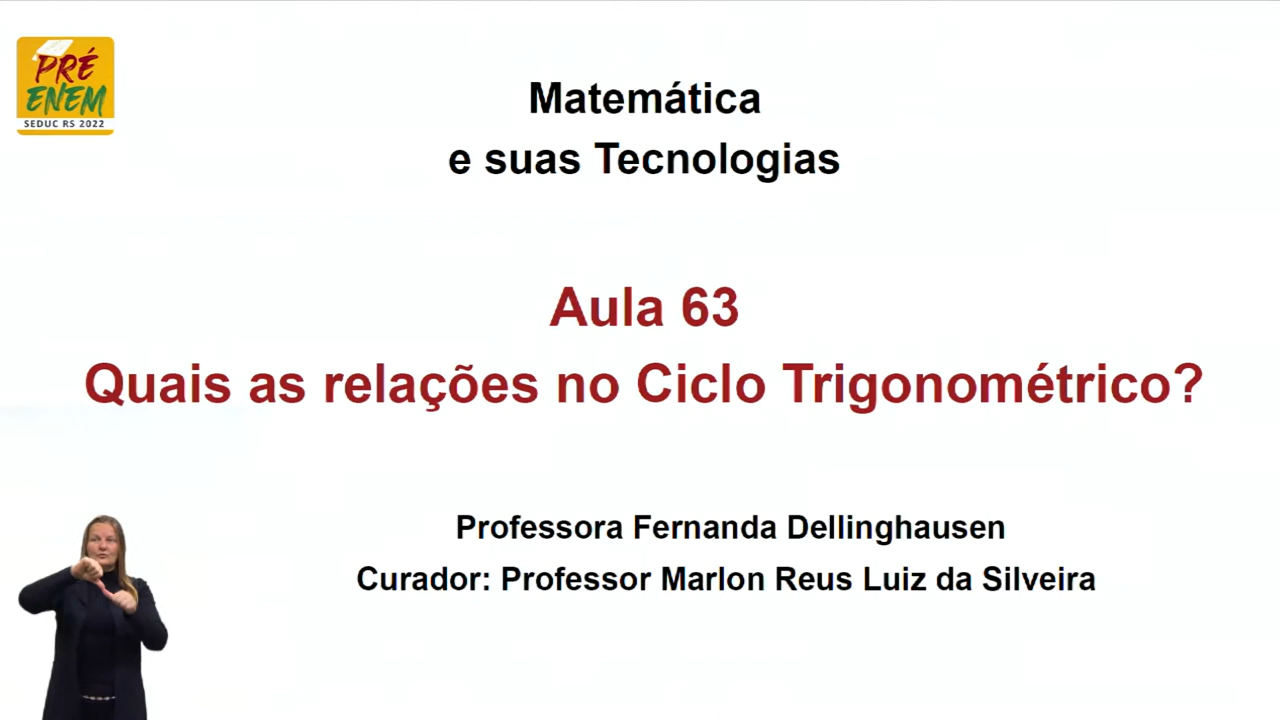 PRÉ
ENEM
SEDUC RS 2022
Matemática
e suas Tecnologias
Aula 63
Quais as relações no Ciclo Trigonométrico?
Professora Fernanda Dellinghausen
Curador: Professor Marlon Reus Luiz da Silveira